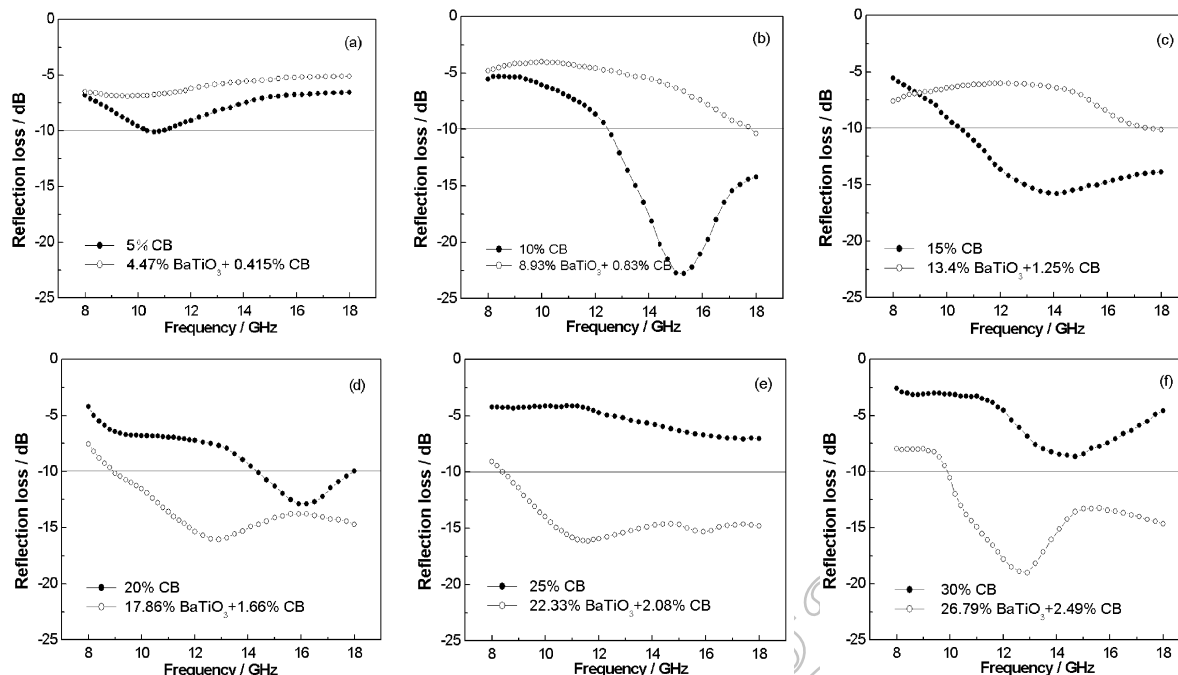 (a)
0
-5
-10
-15
-20
-25
Reflection loss / dB
5% CB
4.47% BaTiO3+ 0.415% CB
8 10 12 14 16 18
Frequency / GHz
(b)
0
-5
-10
-15
-20
-25
Reflection loss / dB
10% CB
8.93% BaTiO3+ 0.83% CB
8 10 12 14 16 18
Frequency / GHz
(c)
0
-5
-10
-15
-20
-25
Reflection loss / dB
15% CB
13.4% BaTiO3+1.25% CB
8 10 12 14 16 18
Frequency / GHz
(d)
0
-5
-10
-15
-20
-25
Reflection loss / dB
20% CB
17.86% BaTiO3+1.66% CB
8 10 12 14 16 18
Frequency / GHz
(e)
0
-5
-10
-15
-20
-25
Reflection loss / dB
25% CB
22.33% BaTiO3+2.08% CB
8 10 12 14 16 18
Frequency / GHz
(f)
0
-5
-10
-15
-20
-25
Reflection loss / dB
30% CB
26.79% BaTiO3+2.49% CB
8 10 12 14 16 18
Frequency / GHz